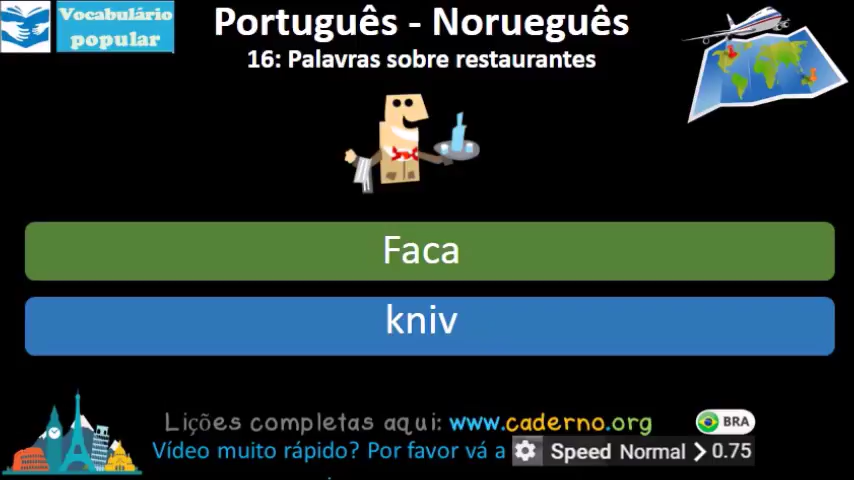 Vocabulário
popular
Português - Norueguês
16: Palavras sobre restaurantes
Faca
kniv
Lições completas aqui: www.caderno.org
BRA
Vídeo muito rápido? Por favor vá a Speed Normal > 0.75